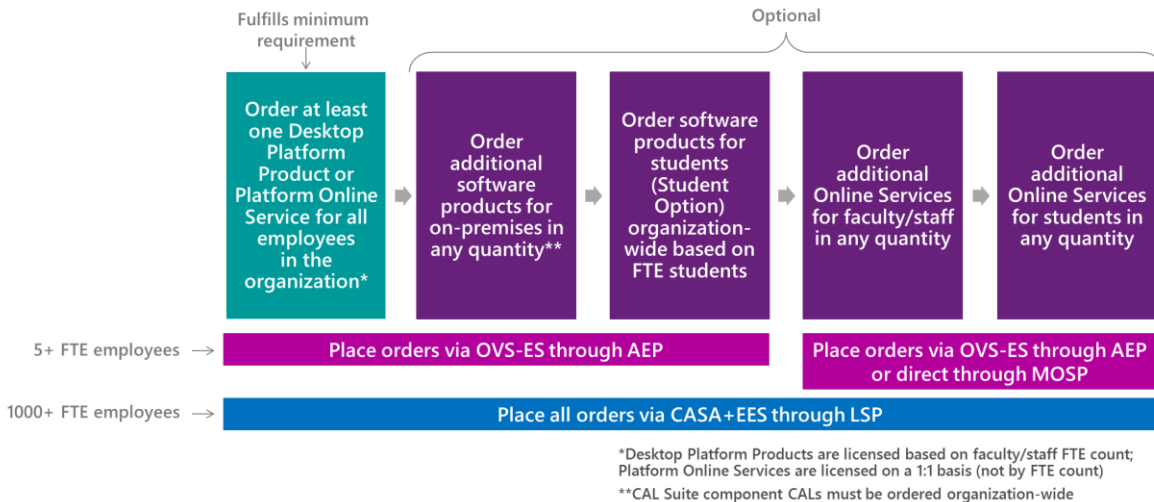 Fulfills minimum
requirement
Optional
Order at least
one Desktop
Platform
Product or
Platform Online
Service for all
employees
in the
organization*
Order
additional
software
products for
on-premises in
any quantity**
Order software
products for
students
(Student
Option)
organization-
wide based on
FTE students
Order
additional
Online Services
for faculty/staff
in any quantity
Order
additional
Online Services
for students in
any quantity
5+ FTE employees
Place orders via OVS-ES through AEP
Place orders via OVS-ES through AEP
or direct through MOSP
1000+ FTE employees
Place all orders via CASA+EES through LSP
*Desktop Platform Products are licensed based on faculty/staff FTE count;
Platform Online Services are licensed on a 1:1 basis (not by FTE count)
**CAL Suite component CALs must be ordered organization-wide